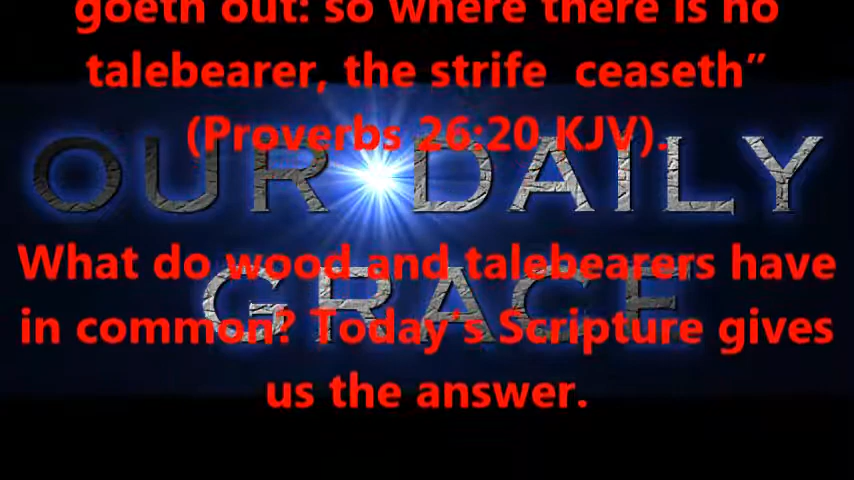 goeth out: so where there is no
talebearer, the strife  ceaseth”
(Proverbs 26:20 KJV).
OUR DAILY
What do wood and talebearers have
GRACE
in common? Today's Scripture gives
us the answer.